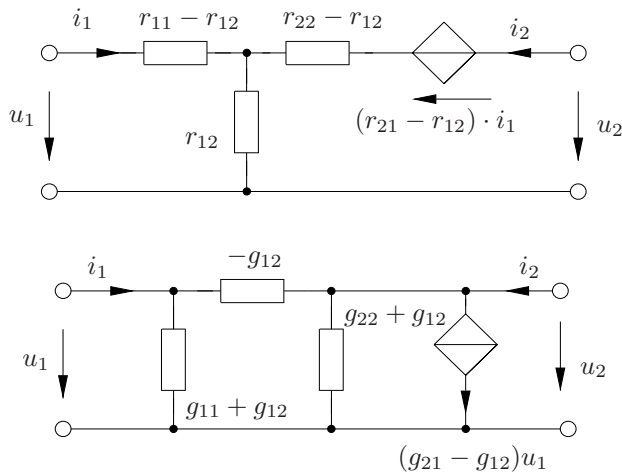 i₁ r₁₁ − r₁₂ r₂₂ − r₁₂ i₂
u₁ r₁₂ (r₂₁ − r₁₂) · i₁ u₂
i₁ −g₁₂ i₂
u₁ g₁₁ + g₁₂ g₂₂ + g₁₂ u₂
(g₂₁ − g₁₂)u₁